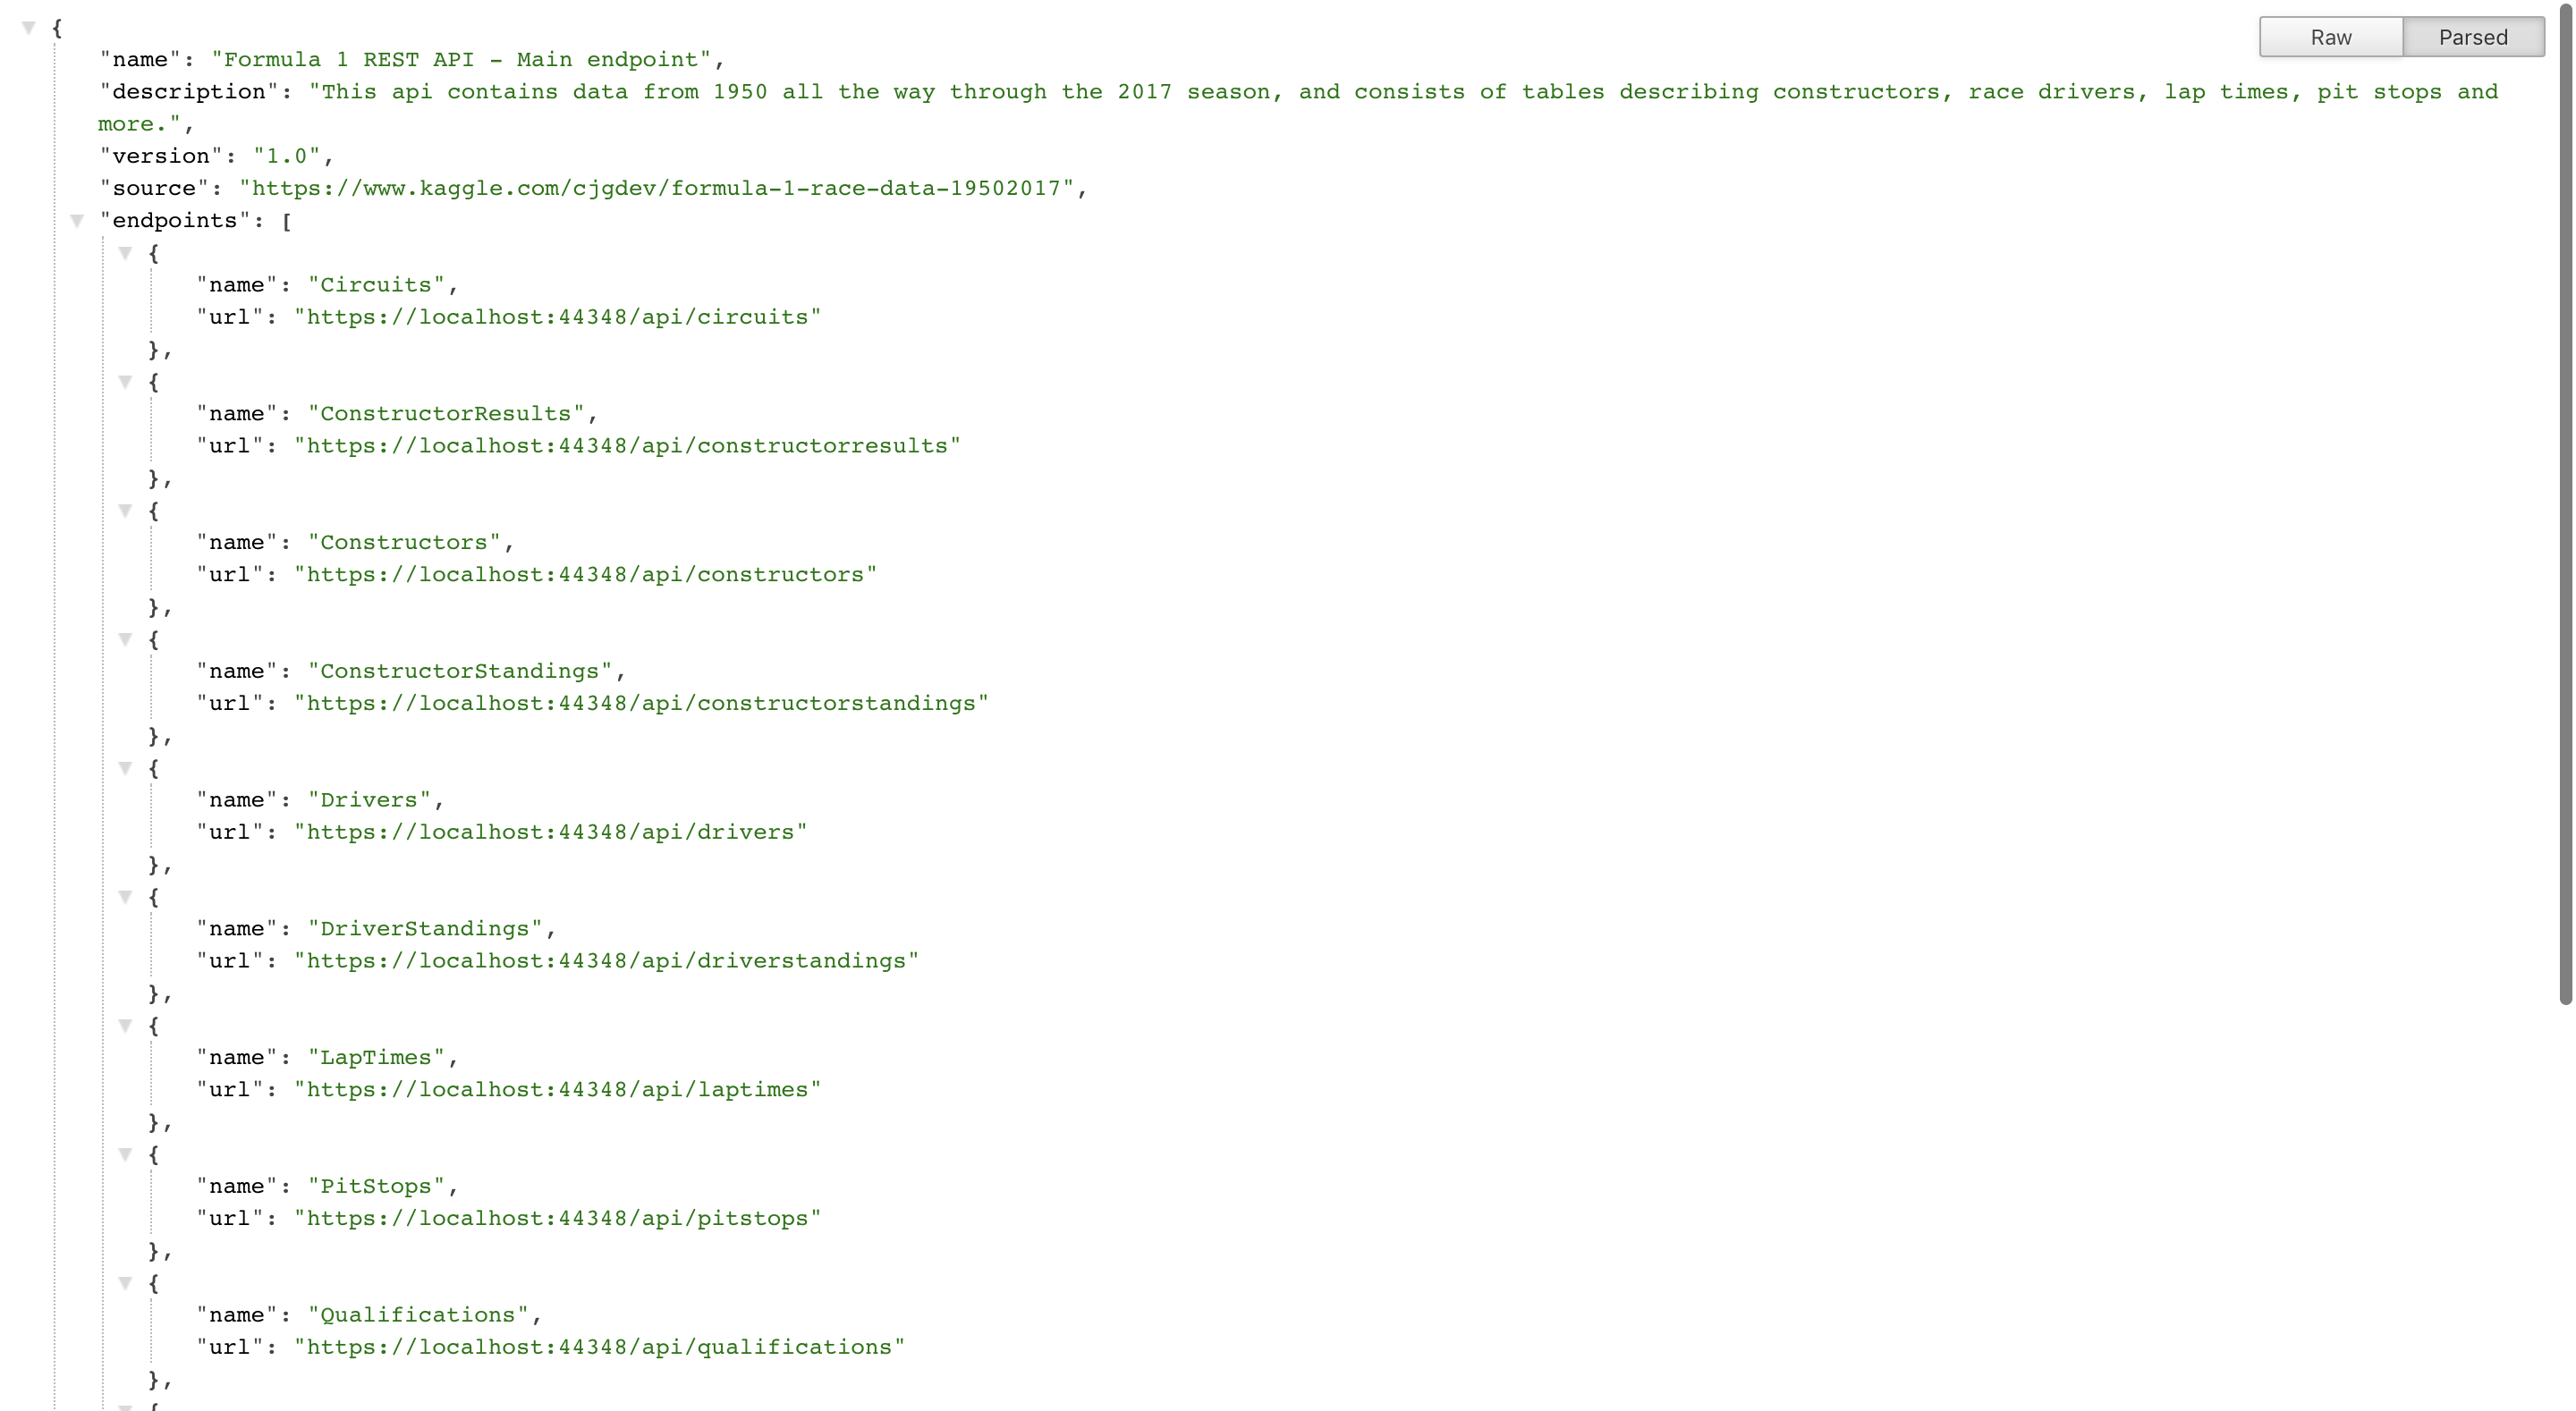 {
"name": "Formula 1 REST API - Main endpoint",
"description": "This api contains data from 1950 all the way through the 2017 season, and consists of tables describing constructors, race drivers, lap times, pit stops and
more.",
"version": "1.0",
"source": "https://www.kaggle.com/cjgdev/formula-1-race-data-19502017",
"endpoints": [
{
"name": "Circuits",
"url": "https://localhost:44348/api/circuits"
},
{
"name": "ConstructorResults",
"url": "https://localhost:44348/api/constructorresults"
},
{
"name": "Constructors",
"url": "https://localhost:44348/api/constructors"
},
{
"name": "ConstructorStandings",
"url": "https://localhost:44348/api/constructorstandings"
},
{
"name": "Drivers",
"url": "https://localhost:44348/api/drivers"
},
{
"name": "DriverStandings",
"url": "https://localhost:44348/api/driverstandings"
},
{
"name": "LapTimes",
"url": "https://localhost:44348/api/laptimes"
},
{
"name": "PitStops",
"url": "https://localhost:44348/api/pitstops"
},
{
"name": "Qualifications",
"url": "https://localhost:44348/api/qualifications"
},
{
Raw Parsed